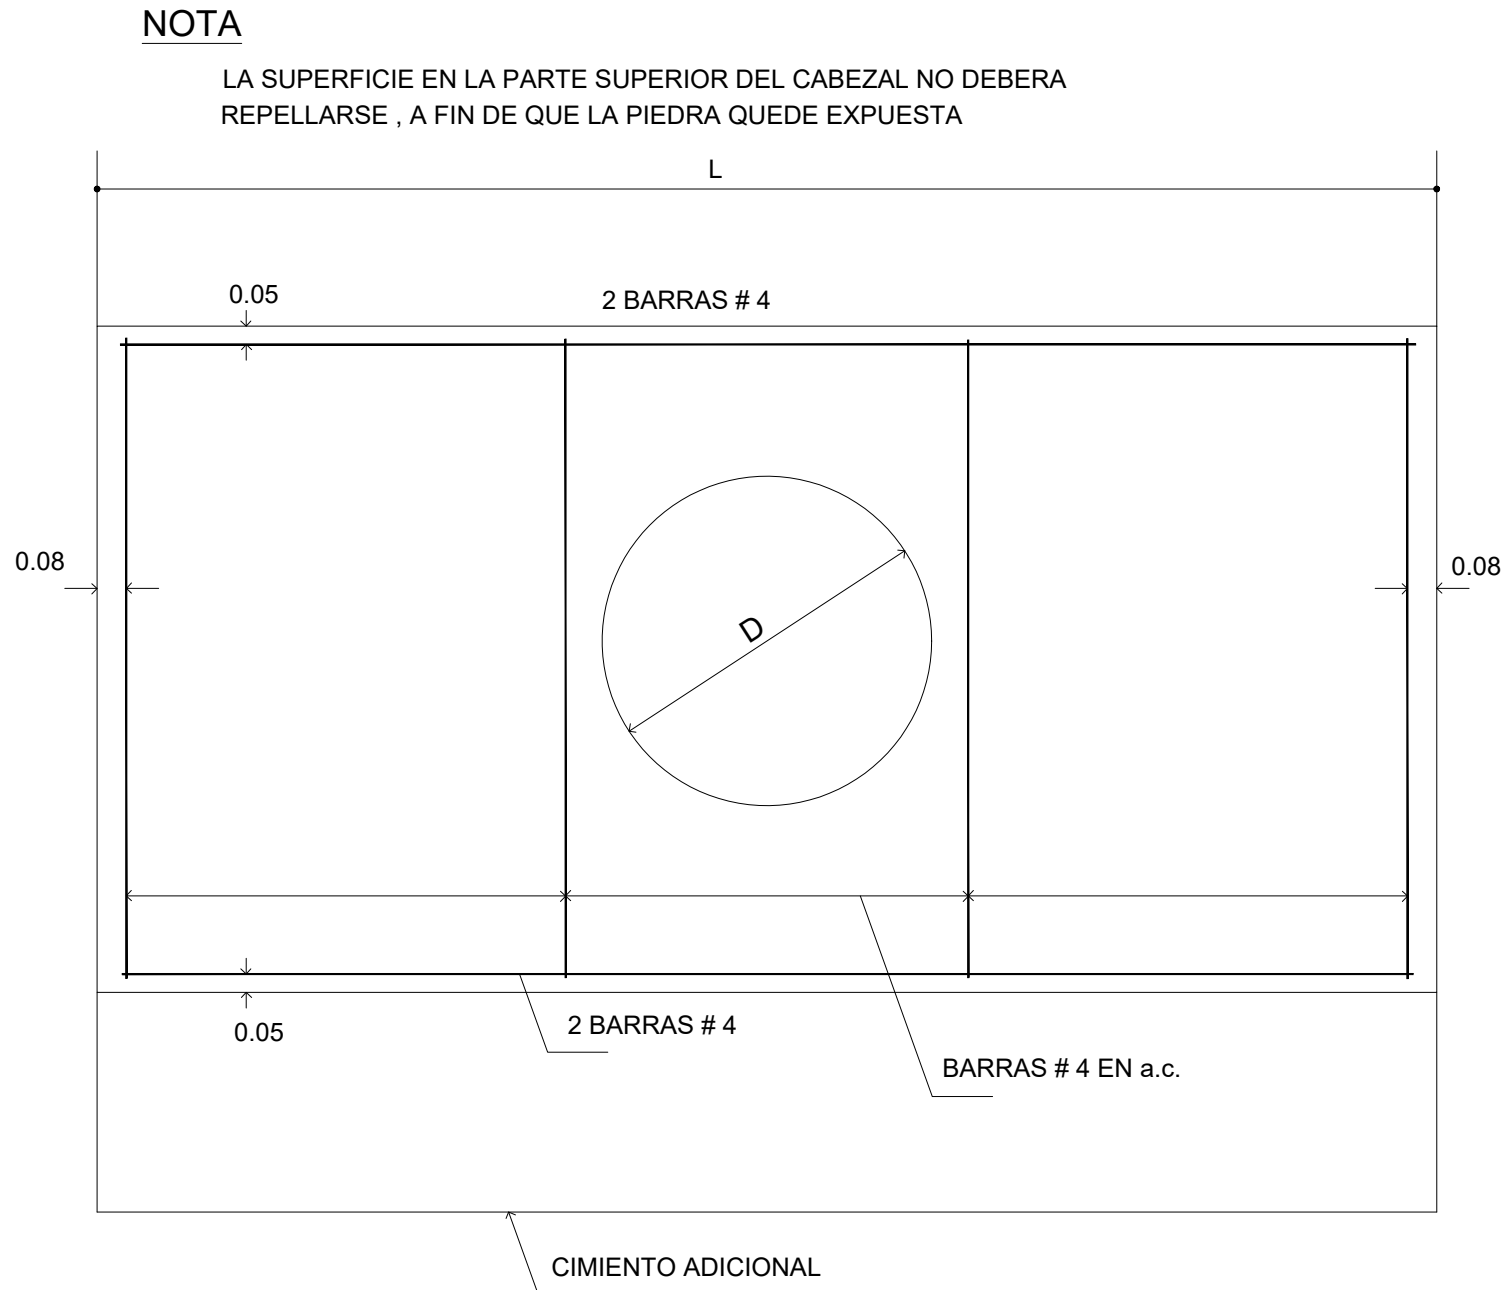 NOTA
LA SUPERFICIE EN LA PARTE SUPERIOR DEL CABEZAL NO DEBERA
REPELLARSE , A FIN DE QUE LA PIEDRA QUEDE EXPUESTA
L
0.05
2 BARRAS # 4
0.08
0.08
D
0.05
2 BARRAS # 4
BARRAS # 4 EN a.c.
CIMIENTO ADICIONAL